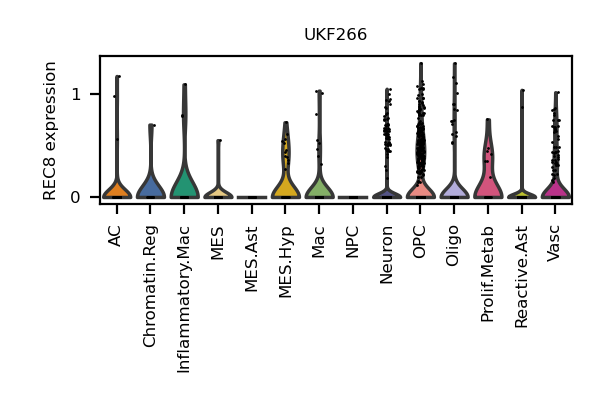 UKF266
REC8 expression
1
0
AC
Chromatin.Reg
Inflammatory.Mac
MES
MES.Ast
MES.Hyp
Mac
NPC
Neuron
OPC
Oligo
Prolif.Metab
Reactive.Ast
Vasc